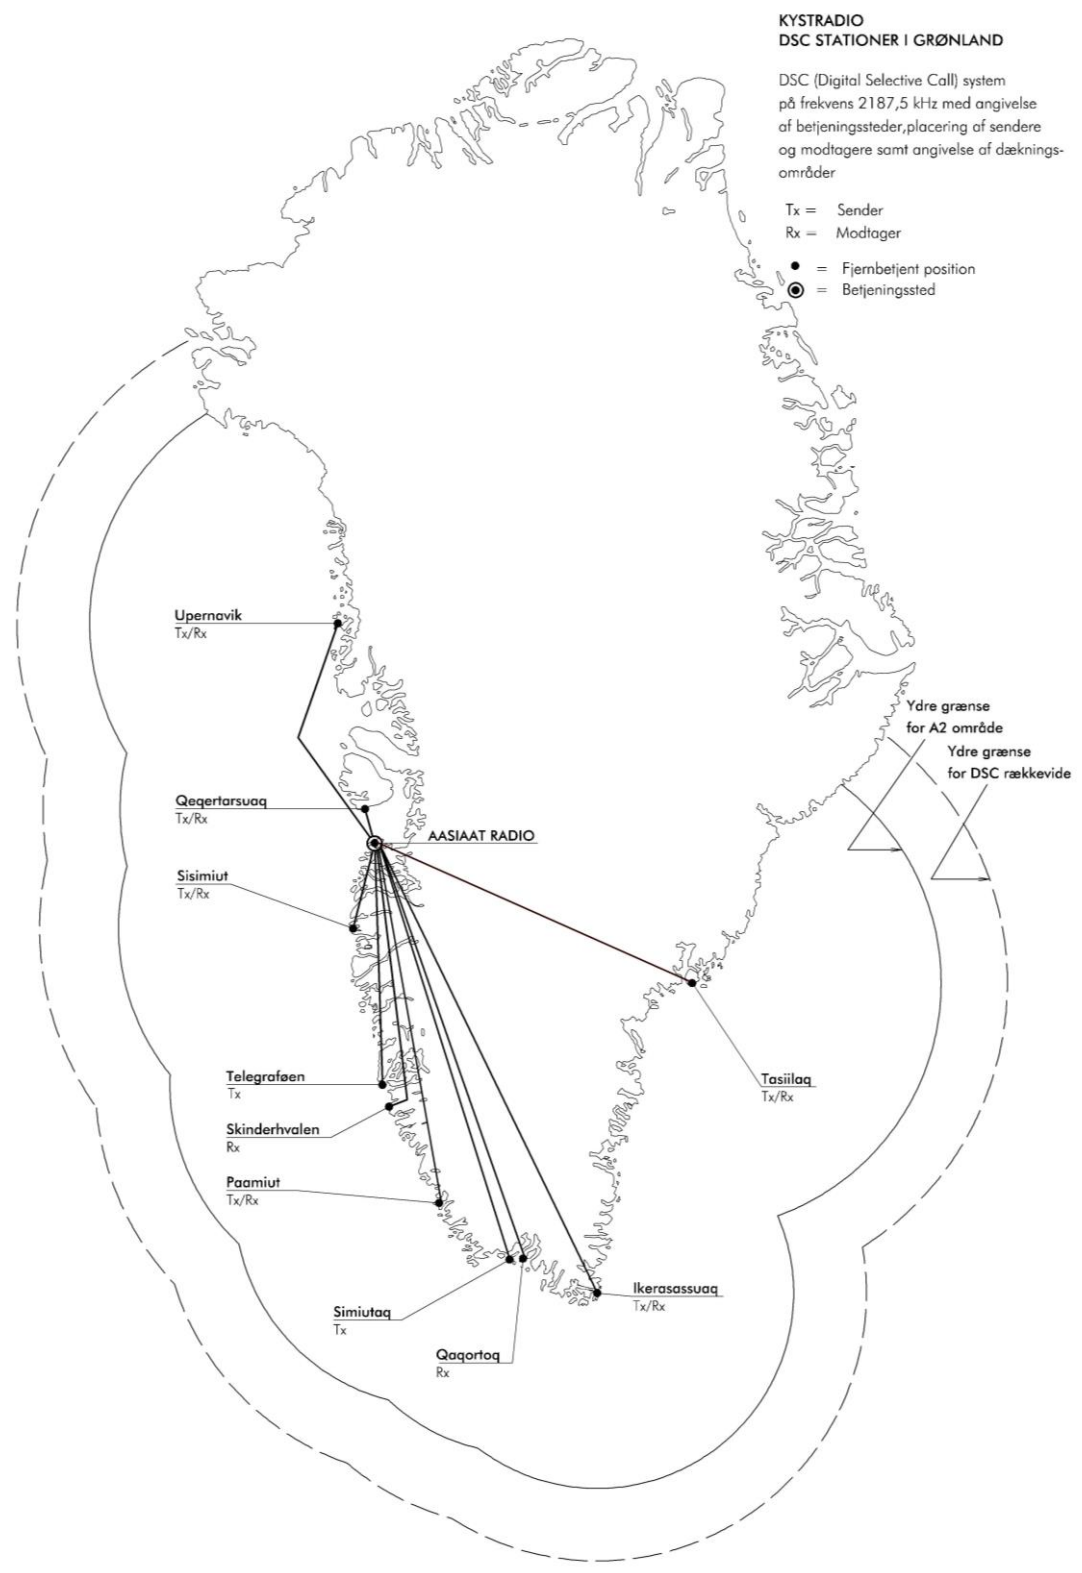 KYSTRADIO
DSC STATIONER I GRØNLAND
DSC (Digital Selective Call) system
på frekvens 2187,5 kHz med angivelse
af betjeningssteder,placering af sendere
og modtagere samt angivelse af dæknings-
områder
Tx = Sender
Rx = Modtager
= Fjernbetjent position
= Betjeningssted
Upernavik
Tx/Rx
Ydre grænse
for A2 område
Ydre grænse
for DSC rækkevide
Qeqertarsuaq
Tx/Rx
AASIAAT RADIO
Sisimiut
Tx/Rx
Telegraføen
Tx
Tasiilaq
Tx/Rx
Skinderhvalen
Rx
Paamiut
Tx/Rx
Ikerasassuaq
Tx/Rx
Simiutaq
Tx
Qaqortoq
Rx